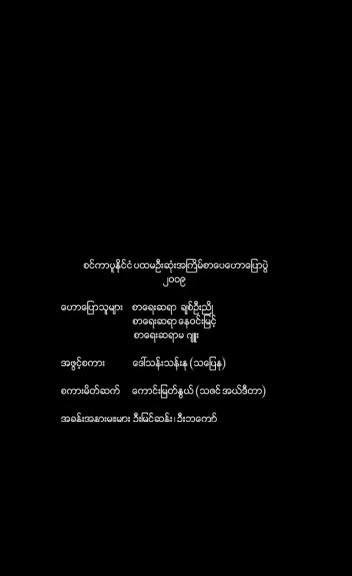 စင်ကာပူနိုင်ငံ ပထမဦးဆုံးအကြိမ်စာပေဟောပြောပွဲ
၂၀၀၉
ဟောပြောသူများ စာရေးဆရာ ချစ်ဦးညို
စာရေးဆရာ နေဝင်းမြင့်
စာရေးဆရာမ ဂျူး
အဖွင့်စကား ဒေါ်သန်းသန်းနု (သပြေနု)
စကားမိတ်ဆက် ကောင်းမြတ်နွယ် (သဇင် အယ်ဒီတာ)
အခန်းအနားမှူးများ ဦးမြင်ဆန်း ၊ ဦးဘကော်